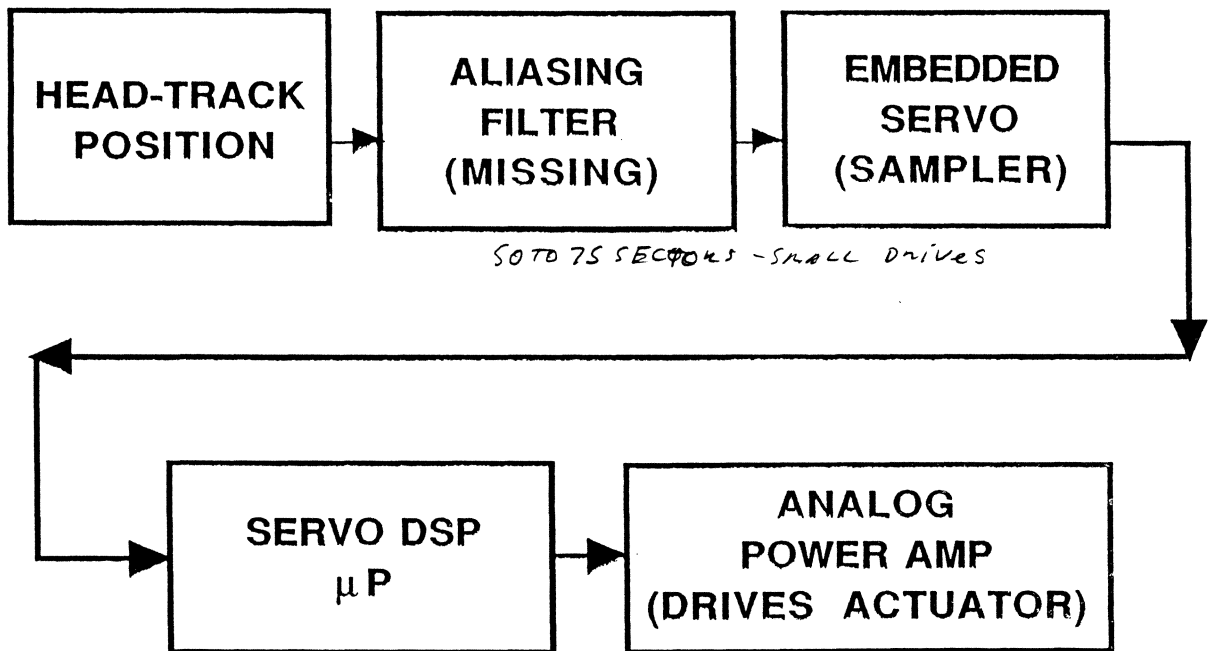 HEAD-TRACK
POSITION
ALIASING
FILTER
(MISSING)
EMBEDDED
SERVO
(SAMPLER)
50 TO 75 SECTORS - SMALL DRIVES
SERVO DSP
μP
ANALOG
POWER AMP
(DRIVES ACTUATOR)